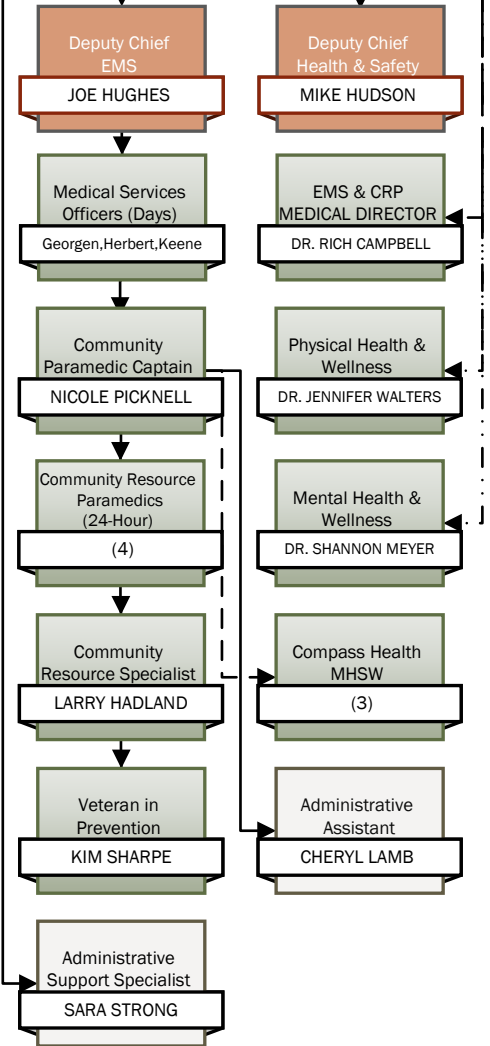 Deputy Chief
EMS
JOE HUGHES
Deputy Chief
Health & Safety
MIKE HUDSON
Medical Services
Officers (Days)
Georgen,Herbert,Keene
EMS & CRP
MEDICAL DIRECTOR
DR. RICH CAMPBELL
Community
Paramedic Captain
NICOLE PICKNELL
Physical Health &
Wellness
DR. JENNIFER WALTERS
Community Resource
Paramedics
(24-Hour)
(4)
Mental Health &
Wellness
DR. SHANNON MEYER
Community
Resource Specialist
LARRY HADLAND
Compass Health
MHSW
(3)
Veteran in
Prevention
KIM SHARPE
Administrative
Assistant
CHERYL LAMB
Administrative
Support Specialist
SARA STRONG